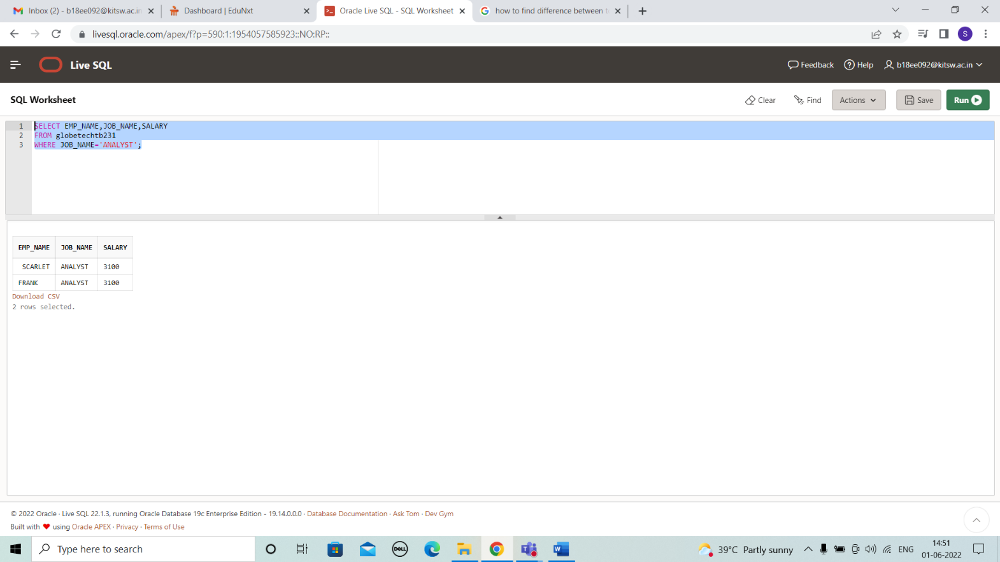 Inbox (2) - b18ee092@kitsw.ac.in
Dashboard | EduNxt
Oracle Live SQL - SQL Worksheet
how to find difference between
livesql.oracle.com/apex/f?p=590:1:1954057585923::NO:RP::
S
Live SQL
Feedback
Help
b18ee092@kitsw.ac.in
SQL Worksheet
Clear
Find
Actions
Save
Run
1 SELECT EMP_NAME,JOB_NAME,SALARY
2 FROM globetechtb231
3 WHERE JOB_NAME='ANALYST';
EMP_NAME JOB_NAME SALARY
SCARLET ANALYST 3100
FRANK ANALYST 3100
Download CSV
2 rows selected.
© 2022 Oracle · Live SQL 22.1.3, running Oracle Database 19c Enterprise Edition - 19.14.0.0.0 · Database Documentation · Ask Tom · Dev Gym
Built with ♥ using Oracle APEX · Privacy · Terms of Use
Type here to search
DELL
39°C Partly sunny
ENG
14:51
01-06-2022